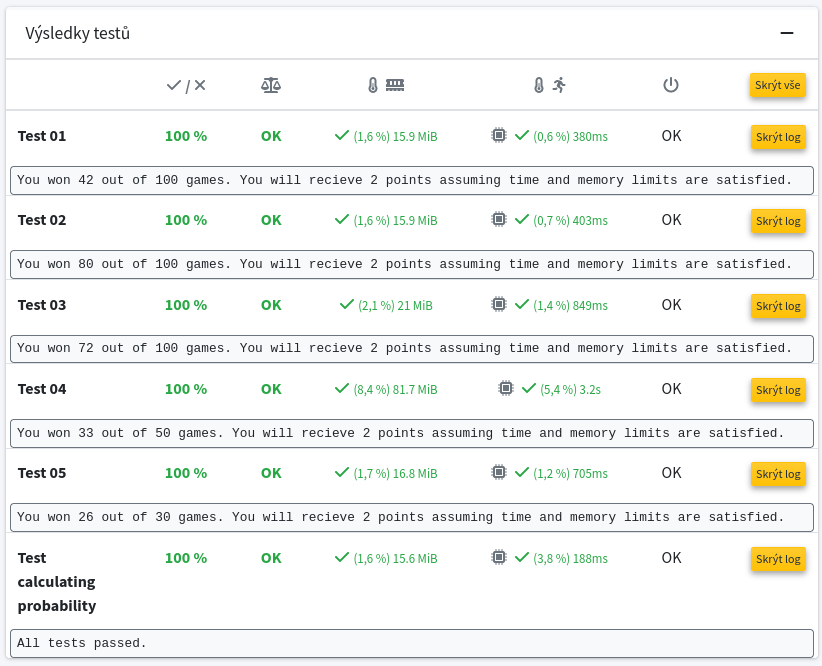 Výsledky testů
/
Skrýt vše
Test 01 100 % OK (1,6 %) 15.9 MiB (0,6 %) 380ms OK Skrýt log
You won 42 out of 100 games. You will recieve 2 points assuming time and memory limits are satisfied.
Test 02 100 % OK (1,6 %) 15.9 MiB (0,7 %) 403ms OK Skrýt log
You won 80 out of 100 games. You will recieve 2 points assuming time and memory limits are satisfied.
Test 03 100 % OK (2,1 %) 21 MiB (1,4 %) 849ms OK Skrýt log
You won 72 out of 100 games. You will recieve 2 points assuming time and memory limits are satisfied.
Test 04 100 % OK (8,4 %) 81.7 MiB (5,4 %) 3.2s OK Skrýt log
You won 33 out of 50 games. You will recieve 2 points assuming time and memory limits are satisfied.
Test 05 100 % OK (1,7 %) 16.8 MiB (1,2 %) 705ms OK Skrýt log
You won 26 out of 30 games. You will recieve 2 points assuming time and memory limits are satisfied.
Test 100 % OK (1,6 %) 15.6 MiB (3,8 %) 188ms OK Skrýt log
calculating
probability
All tests passed.